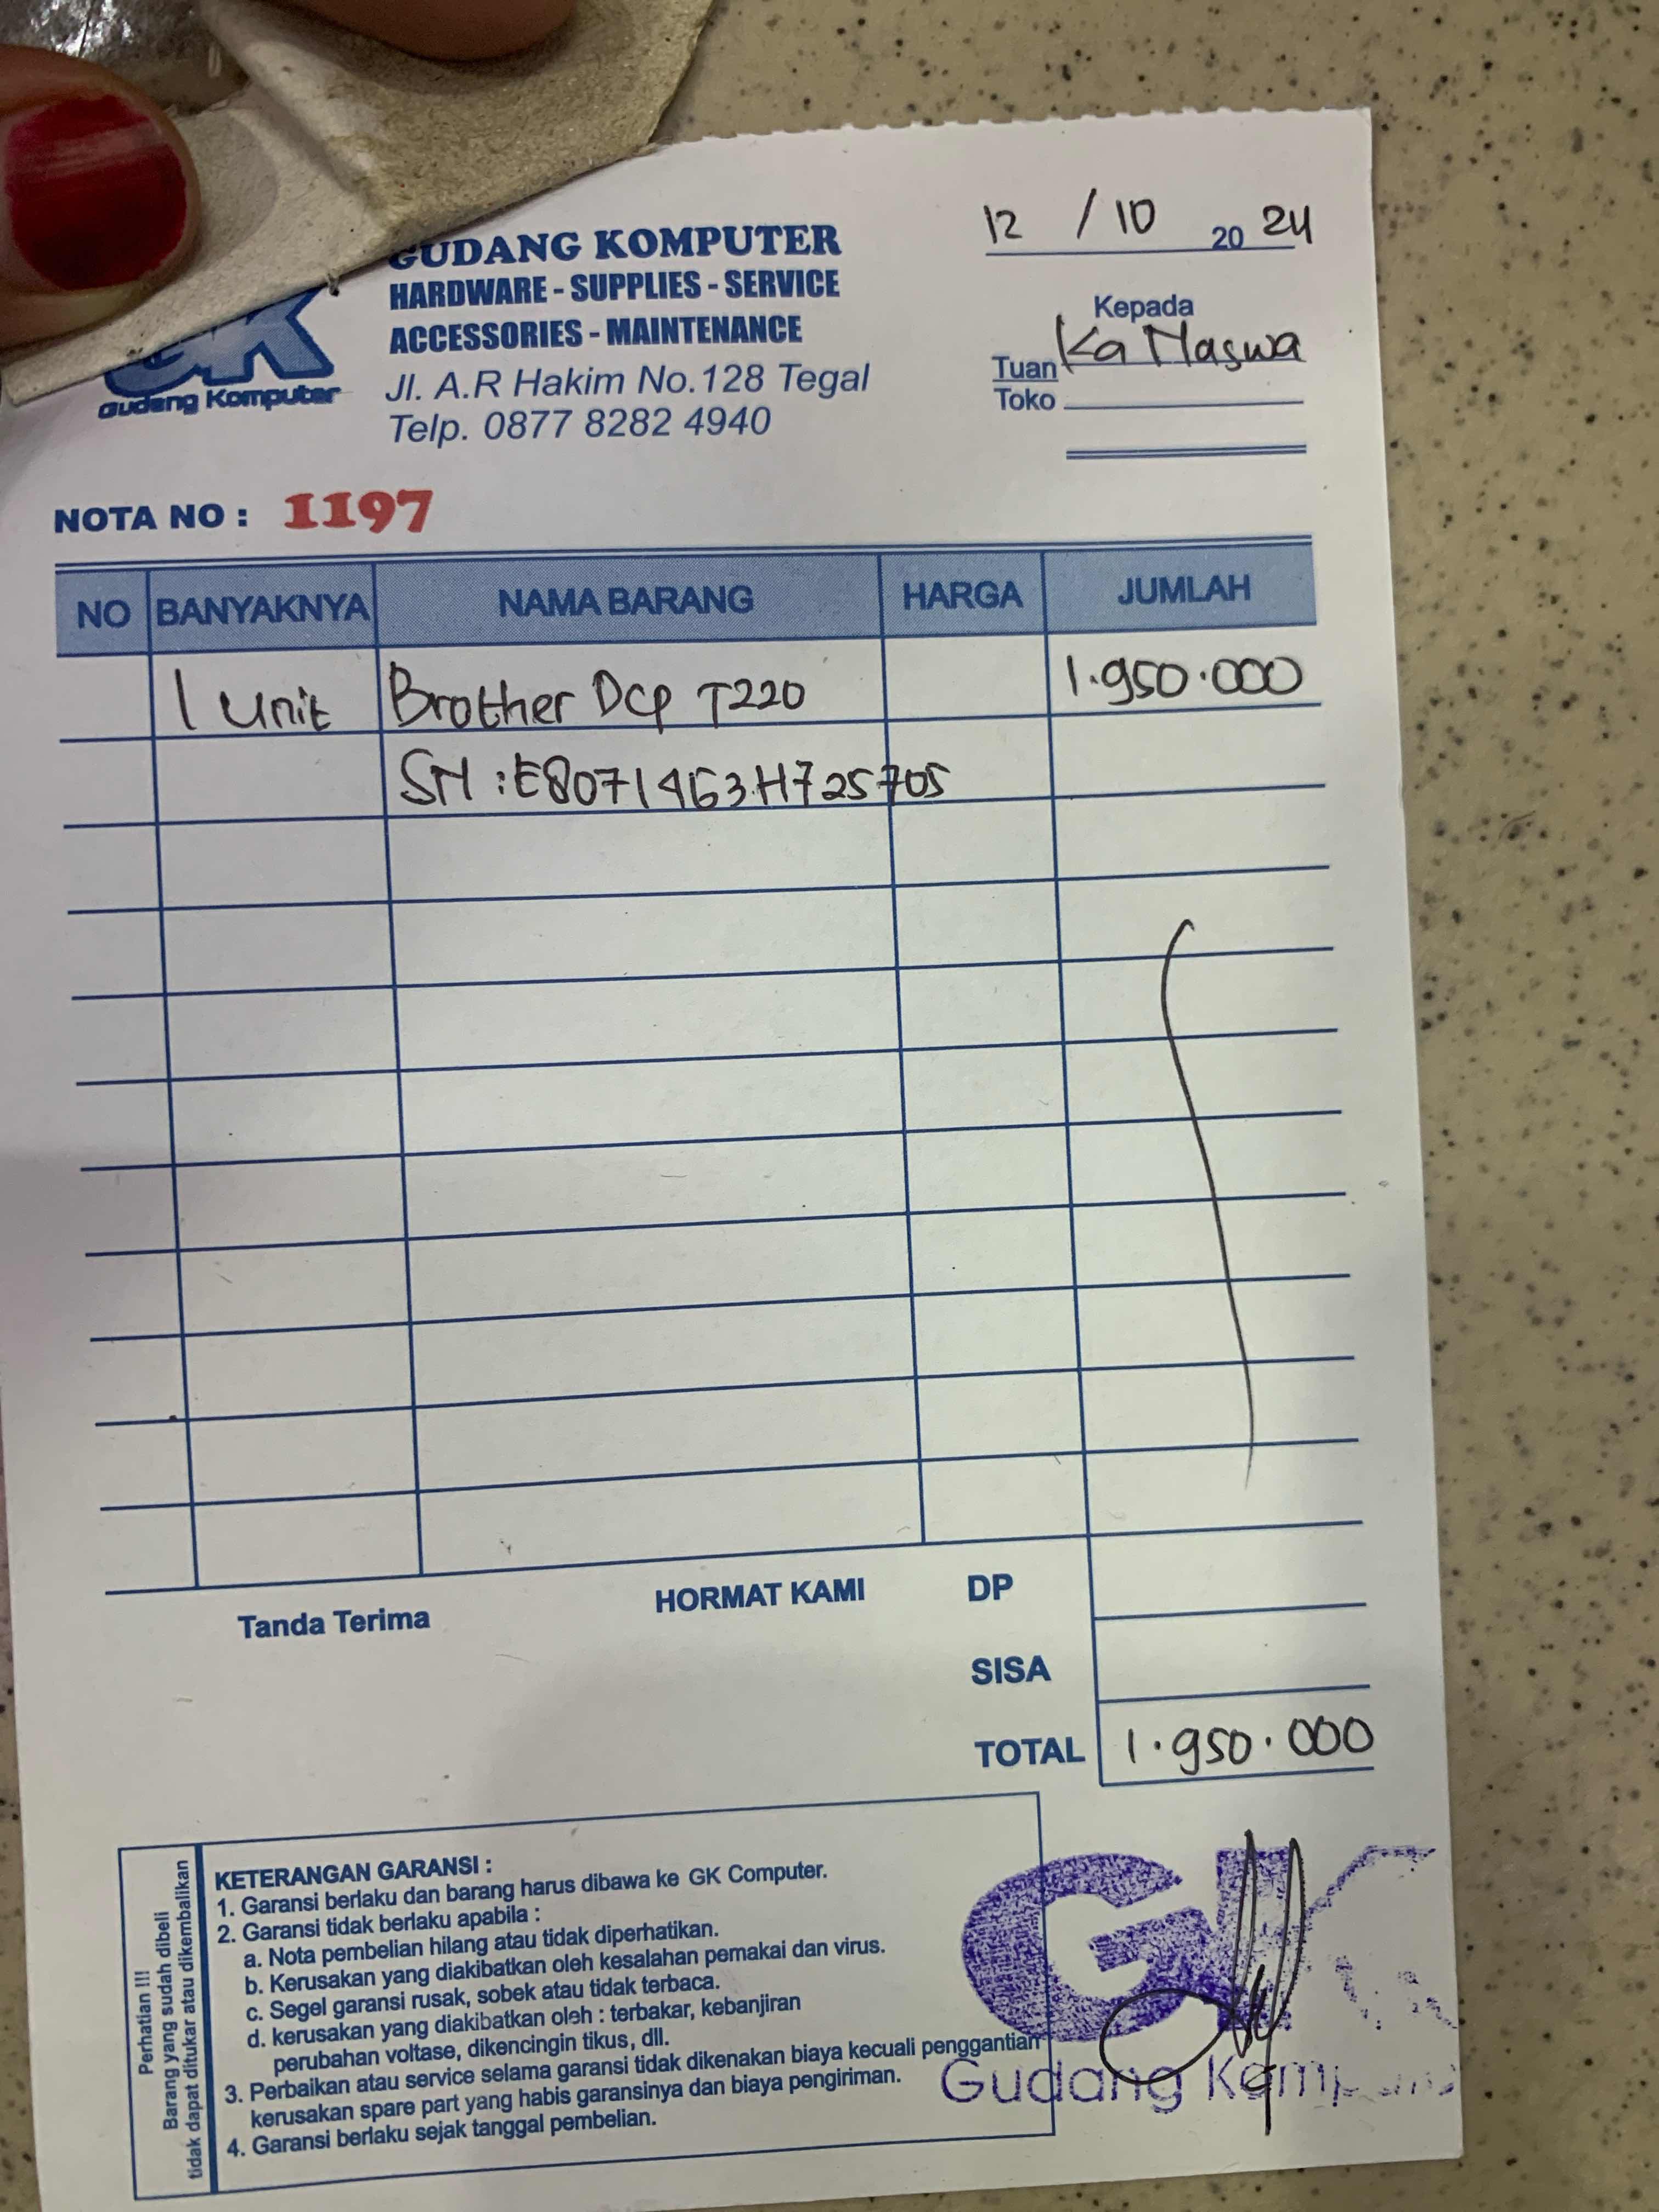 GUDANG KOMPUTER
HARDWARE - SUPPLIES - SERVICE
ACCESSORIES - MAINTENANCE
Jl. A.R Hakim No.128 Tegal
Telp. 0877 8282 4940
Gudang Komputer
12 / 10 2024
Kepada
Tuan Ka Naswa
Toko
NOTA NO : 1197
NO BANYAKNYA NAMA BARANG HARGA JUMLAH
1 Unit Brother Dcp T220 1.950.000
SN : E80714G3H725705
Tanda Terima HORMAT KAMI DP
SISA
TOTAL 1.950.000
Perhatian !!!
Barang yang sudah dibeli
tidak dapat ditukar atau dikembalikan
KETERANGAN GARANSI :
1. Garansi berlaku dan barang harus dibawa ke GK Computer.
2. Garansi tidak berlaku apabila :
a. Nota pembelian hilang atau tidak diperhatikan.
b. Kerusakan yang diakibatkan oleh kesalahan pemakai dan virus.
c. Segel garansi rusak, sobek atau tidak terbaca.
d. kerusakan yang diakibatkan oleh : terbakar, kebanjiran
perubahan voltase, dikencingin tikus, dll.
3. Perbaikan atau service selama garansi tidak dikenakan biaya kecuali penggantian
kerusakan spare part yang habis garansinya dan biaya pengiriman.
4. Garansi berlaku sejak tanggal pembelian.
GK
Gudang